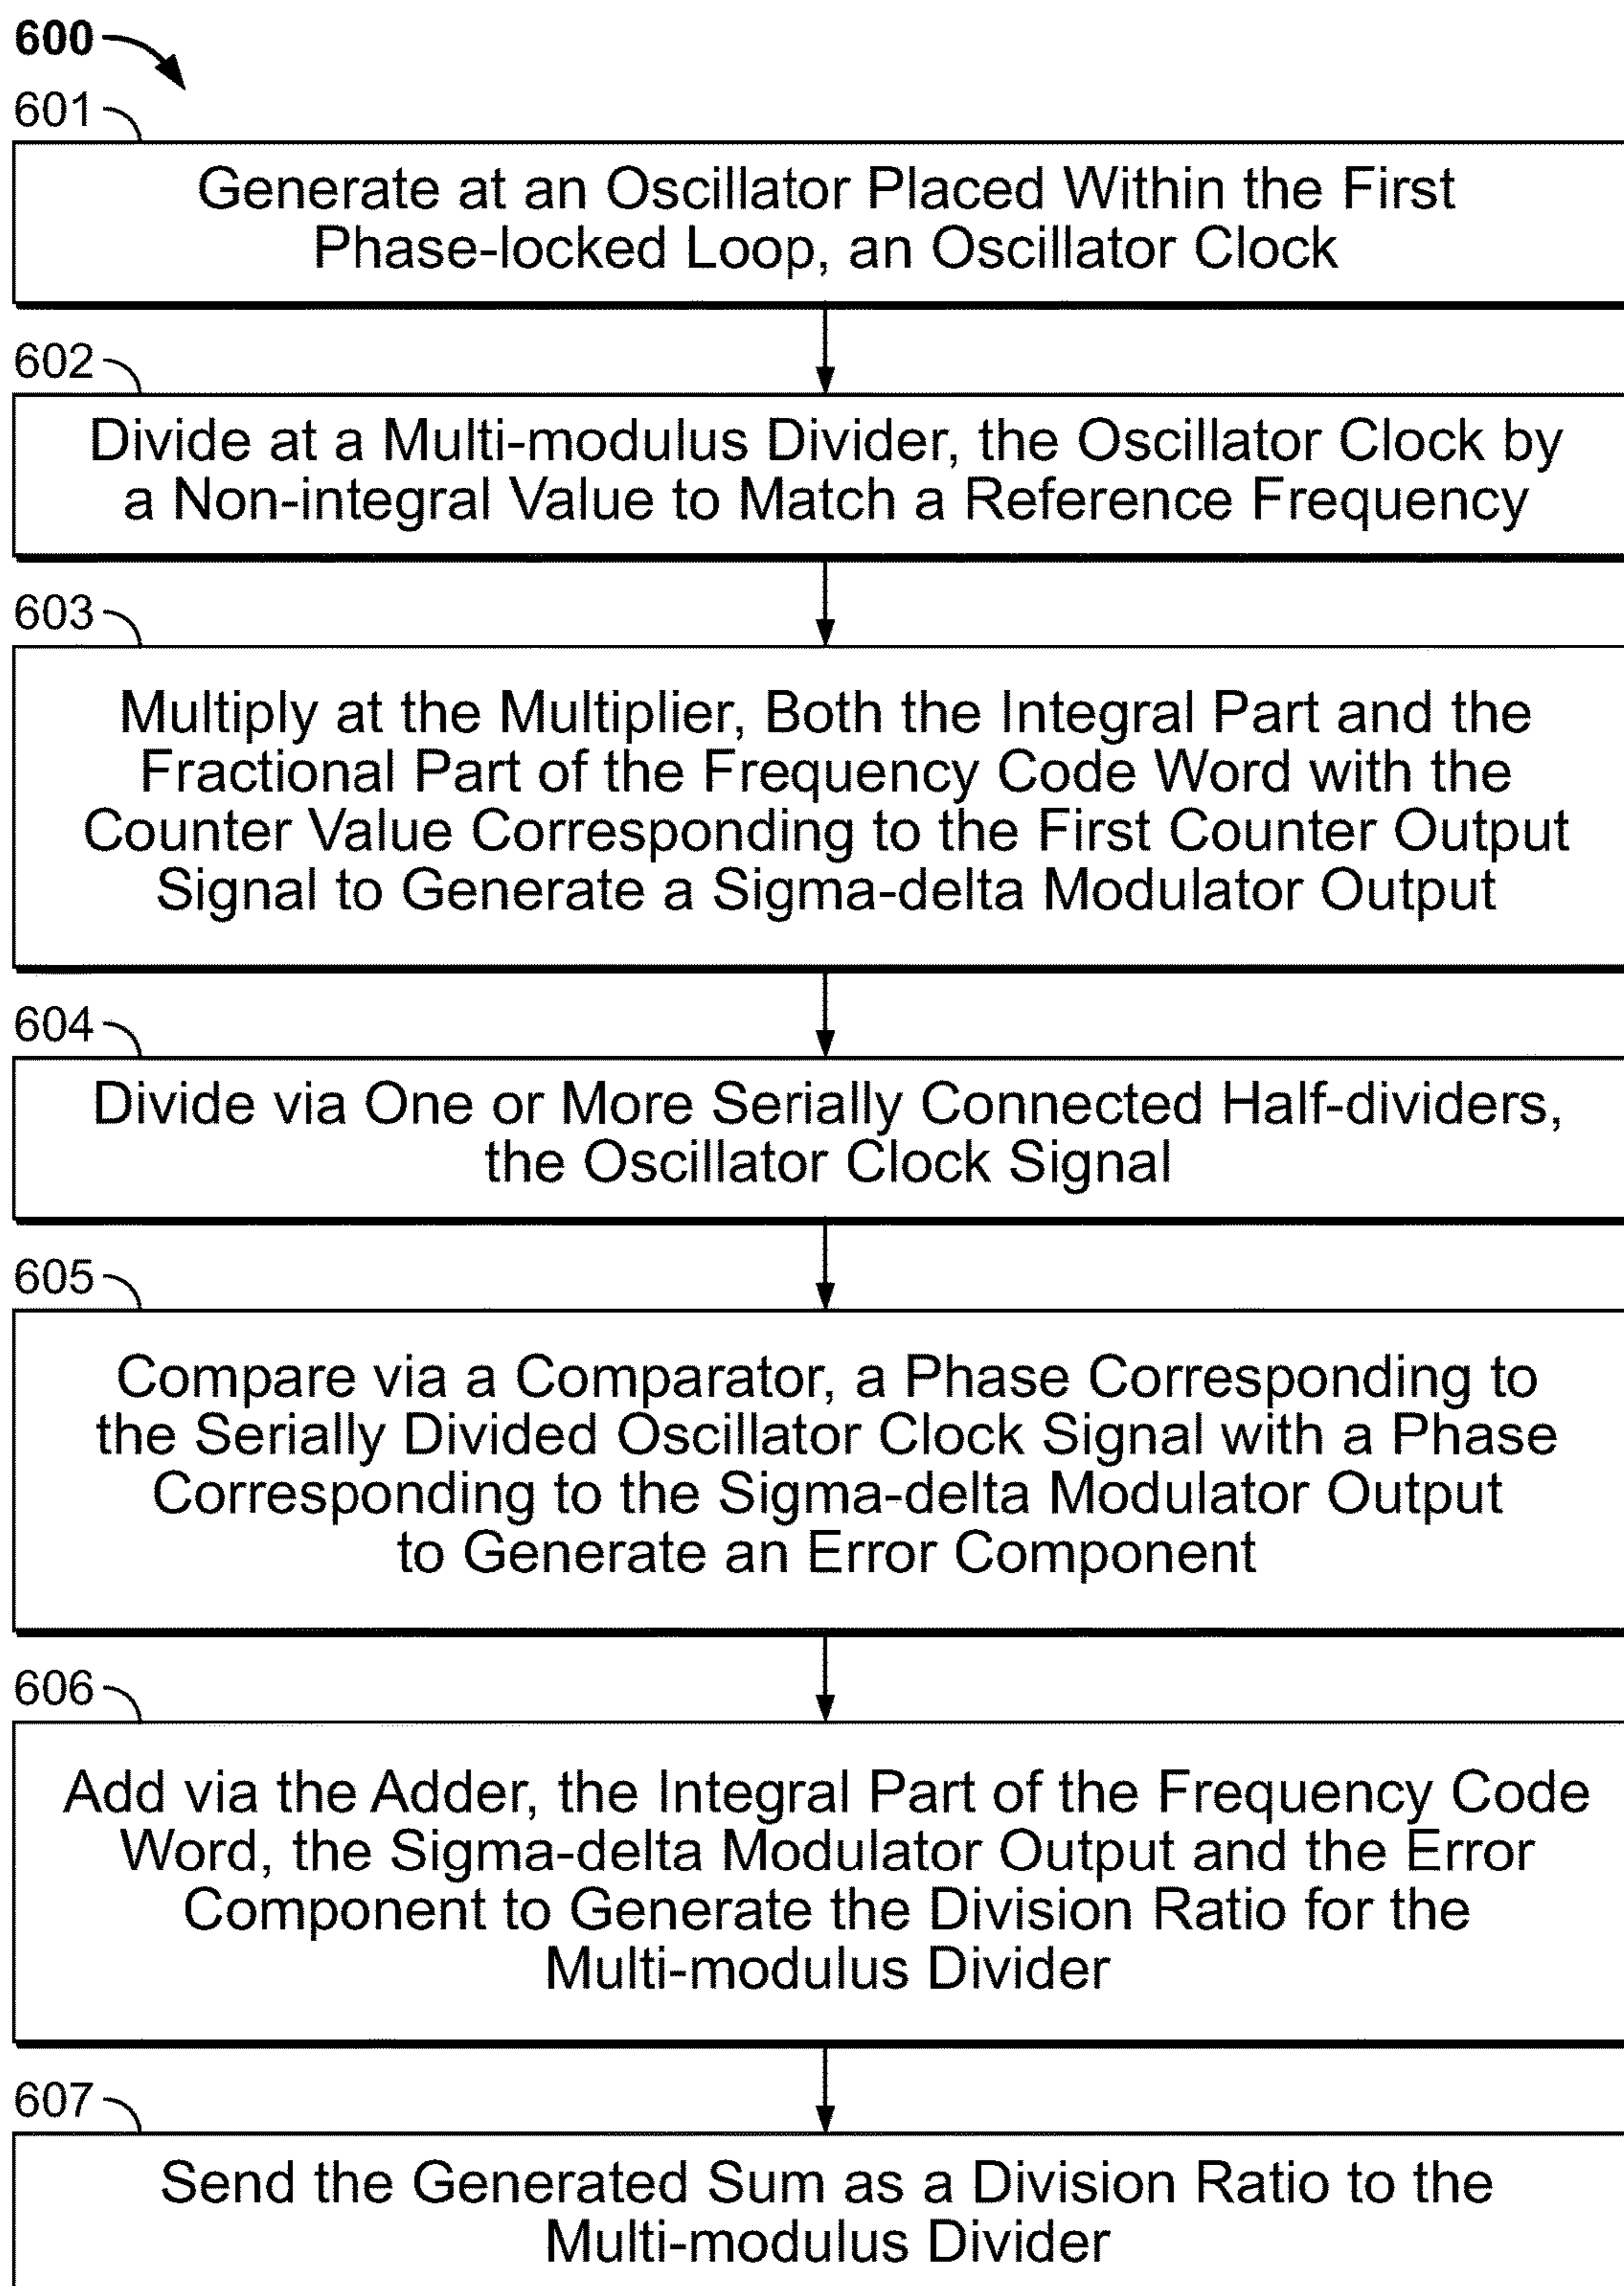 600
601
Generate at an Oscillator Placed Within the First
Phase-locked Loop, an Oscillator Clock
602
Divide at a Multi-modulus Divider, the Oscillator Clock by
a Non-integral Value to Match a Reference Frequency
603
Multiply at the Multiplier, Both the Integral Part and the
Fractional Part of the Frequency Code Word with the
Counter Value Corresponding to the First Counter Output
Signal to Generate a Sigma-delta Modulator Output
604
Divide via One or More Serially Connected Half-dividers,
the Oscillator Clock Signal
605
Compare via a Comparator, a Phase Corresponding to
the Serially Divided Oscillator Clock Signal with a Phase
Corresponding to the Sigma-delta Modulator Output
to Generate an Error Component
606
Add via the Adder, the Integral Part of the Frequency Code
Word, the Sigma-delta Modulator Output and the Error
Component to Generate the Division Ratio for the
Multi-modulus Divider
607
Send the Generated Sum as a Division Ratio to the
Multi-modulus Divider